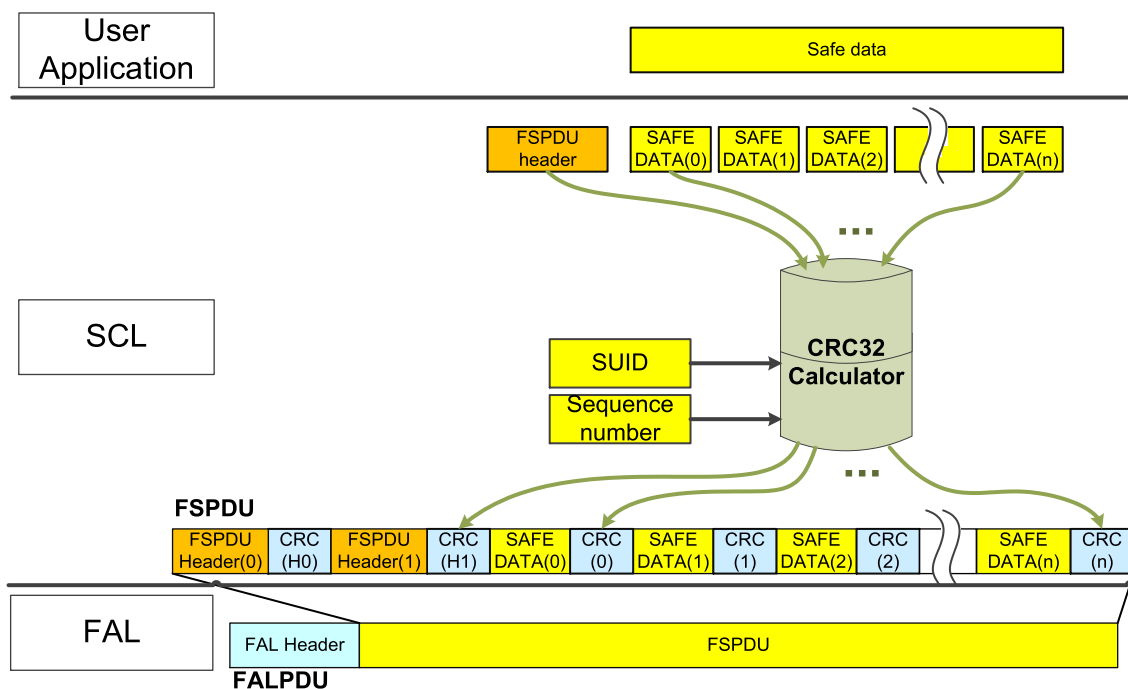 User
Application
Safe data
FSPDU
header
SAFE
DATA(0)
SAFE
DATA(1)
SAFE
DATA(2)
SAFE
DATA(n)
...
SCL
SUID
Sequence
number
CRC32
Calculator
...
FSPDU
FSPDU
Header(0)
CRC
(H0)
FSPDU
Header(1)
CRC
(H1)
SAFE
DATA(0)
CRC
(0)
SAFE
DATA(1)
CRC
(1)
SAFE
DATA(2)
CRC
(2)
SAFE
DATA(n)
CRC
(n)
FAL
FAL Header
FSPDU
FALPDU